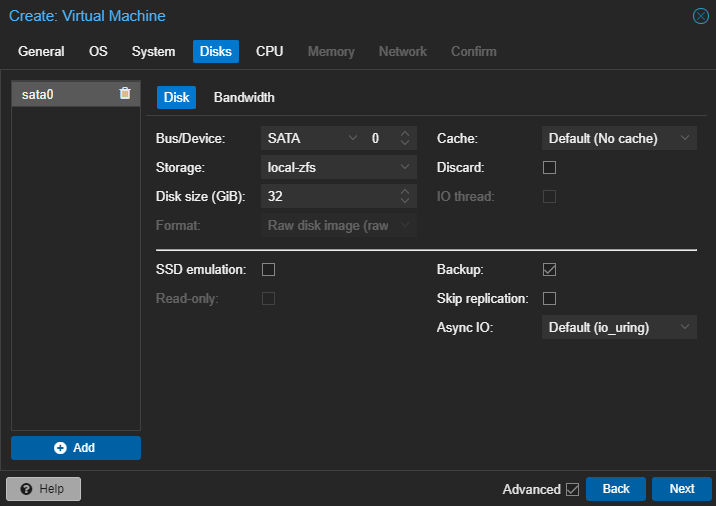 Create: Virtual Machine
General OS System Disks CPU Memory Network Confirm
sata0
Disk Bandwidth
Bus/Device: SATA 0 Cache: Default (No cache)
Storage: local-zfs Discard:
Disk size (GiB): 32 IO thread:
Format: Raw disk image (raw
SSD emulation: Backup:
Read-only: Skip replication:
Async IO: Default (io_uring)
Add
Help Advanced Back Next